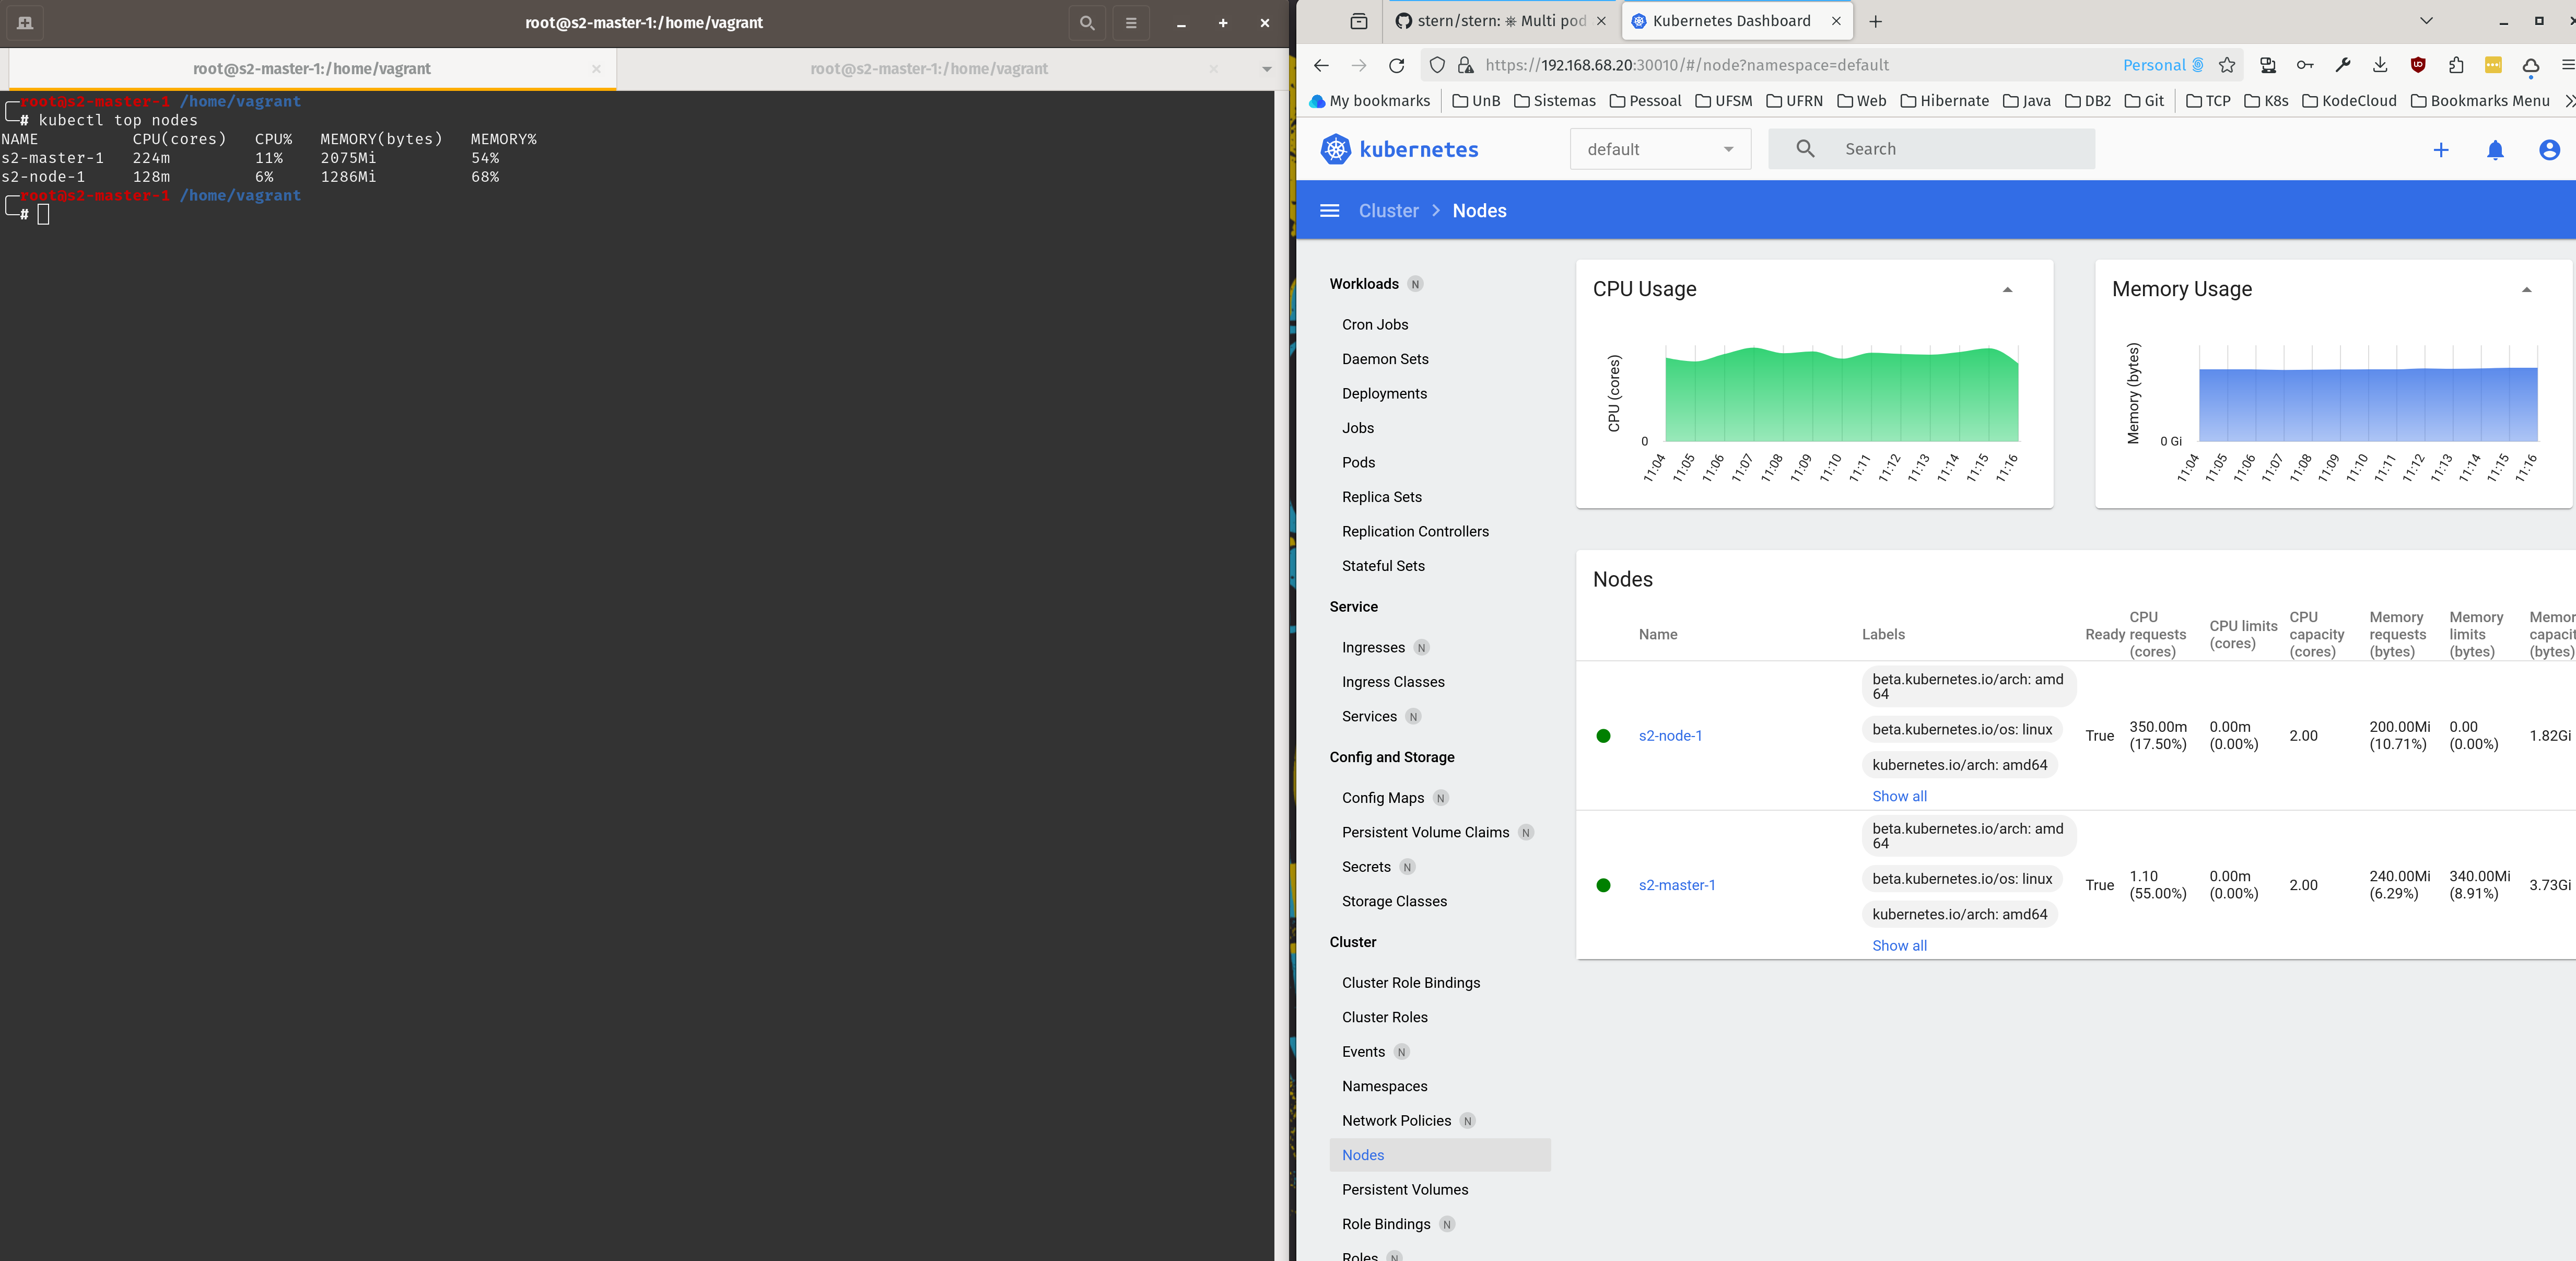 root@s2-master-1:/home/vagrant
root@s2-master-1:/home/vagrant
root@s2-master-1:/home/vagrant
root@s2-master-1 /home/vagrant
# kubectl top nodes
NAME CPU(cores) CPU% MEMORY(bytes) MEMORY%
s2-master-1 224m 11% 2075Mi 54%
s2-node-1 128m 6% 1286Mi 68%
root@s2-master-1 /home/vagrant
#
stern/stern: ⎈ Multi pod
Kubernetes Dashboard
https://192.168.68.20:30010/#/node?namespace=default
Personal
My bookmarks UnB Sistemas Pessoal UFSM UFRN Web Hibernate Java DB2 Git TCP K8s KodeCloud Bookmarks Menu
kubernetes
default
Search
Cluster > Nodes
Workloads N
Cron Jobs
Daemon Sets
Deployments
Jobs
Pods
Replica Sets
Replication Controllers
Stateful Sets
Service
Ingresses N
Ingress Classes
Services N
Config and Storage
Config Maps N
Persistent Volume Claims N
Secrets N
Storage Classes
Cluster
Cluster Role Bindings
Cluster Roles
Events N
Namespaces
Network Policies N
Nodes
Persistent Volumes
Role Bindings N
Roles N
CPU Usage
CPU (cores)
0
11:04 11:05 11:06 11:07 11:08 11:09 11:10 11:11 11:12 11:13 11:14 11:15 11:16
Memory Usage
Memory (bytes)
0 Gi
11:04 11:05 11:06 11:07 11:08 11:09 11:10 11:11 11:12 11:13 11:14 11:15 11:16
Nodes
Name
Labels
Ready
CPU
requests
(cores)
CPU limits
(cores)
CPU
capacity
(cores)
Memory
requests
(bytes)
Memory
limits
(bytes)
Memor
capacit
(bytes)
s2-node-1
beta.kubernetes.io/arch: amd
64
beta.kubernetes.io/os: linux
kubernetes.io/arch: amd64
Show all
True
350.00m
(17.50%)
0.00m
(0.00%)
2.00
200.00Mi
(10.71%)
0.00
(0.00%)
1.82Gi
s2-master-1
beta.kubernetes.io/arch: amd
64
beta.kubernetes.io/os: linux
kubernetes.io/arch: amd64
Show all
True
1.10
(55.00%)
0.00m
(0.00%)
2.00
240.00Mi
(6.29%)
340.00Mi
(8.91%)
3.73Gi